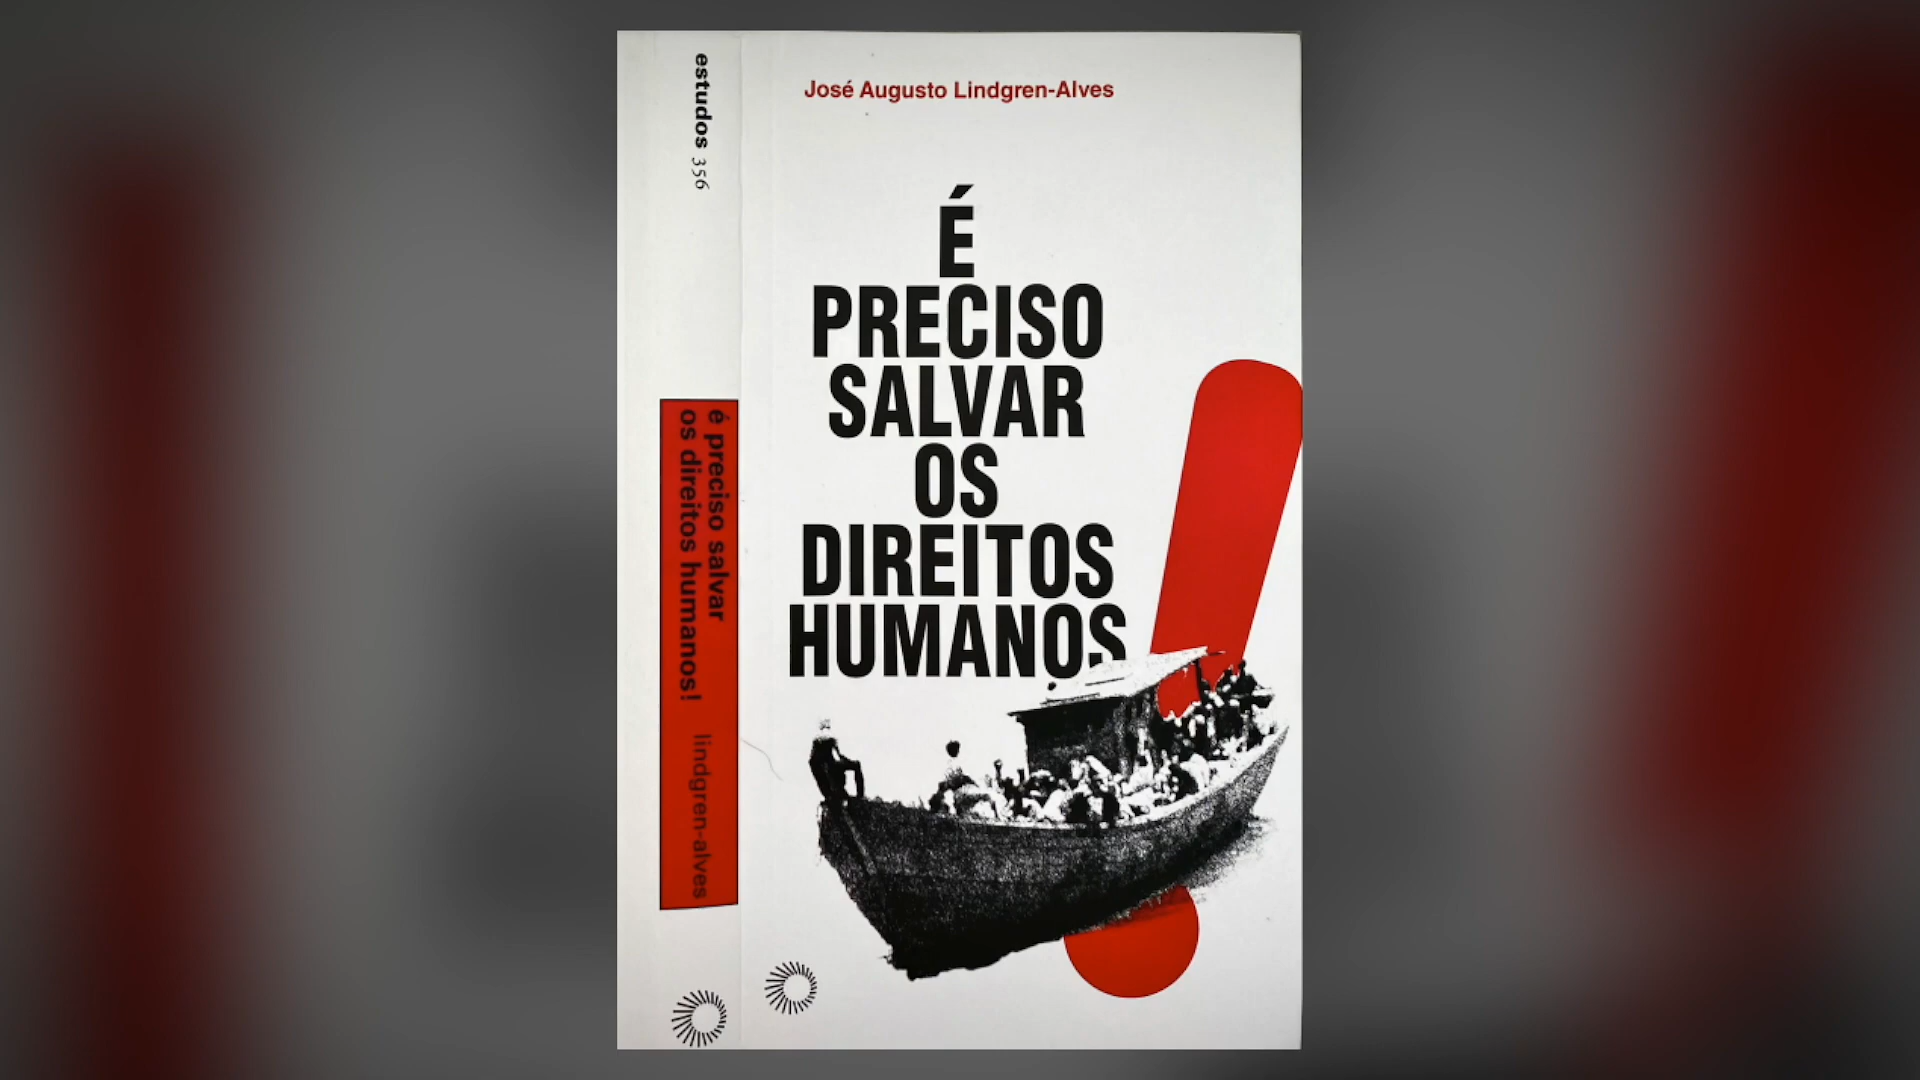 estudos 356
é preciso salvar
os direitos humanos!
lindgren-alves
José Augusto Lindgren-Alves
É
PRECISO
SALVAR
OS
DIREITOS
HUMANOS